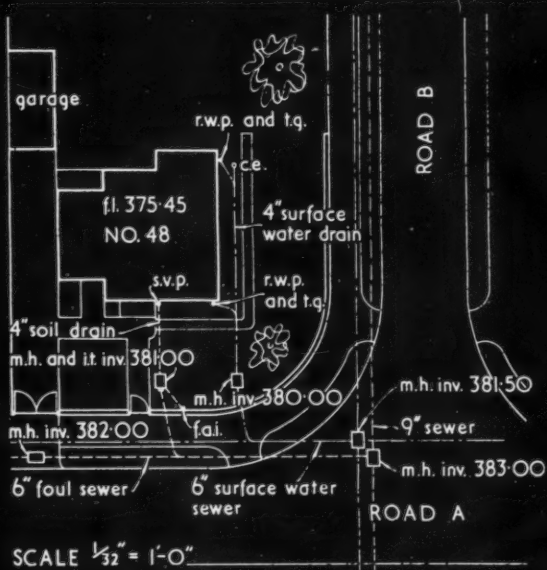 garage
ROAD B
r.w.p. and t.g.
c.e.
f.l. 375·45
NO. 48
4" surface
water drain
s.v.p.
r.w.p.
and t.g.
4" soil drain
m.h. and i.t. inv. 381·00
m.h. inv. 380·00
m.h. inv. 381·50
f.a.i.
m.h. inv. 382·00
9" sewer
m.h. inv. 383·00
6" foul sewer
6" surface water
sewer
ROAD A
SCALE 1/32" = 1'-0"